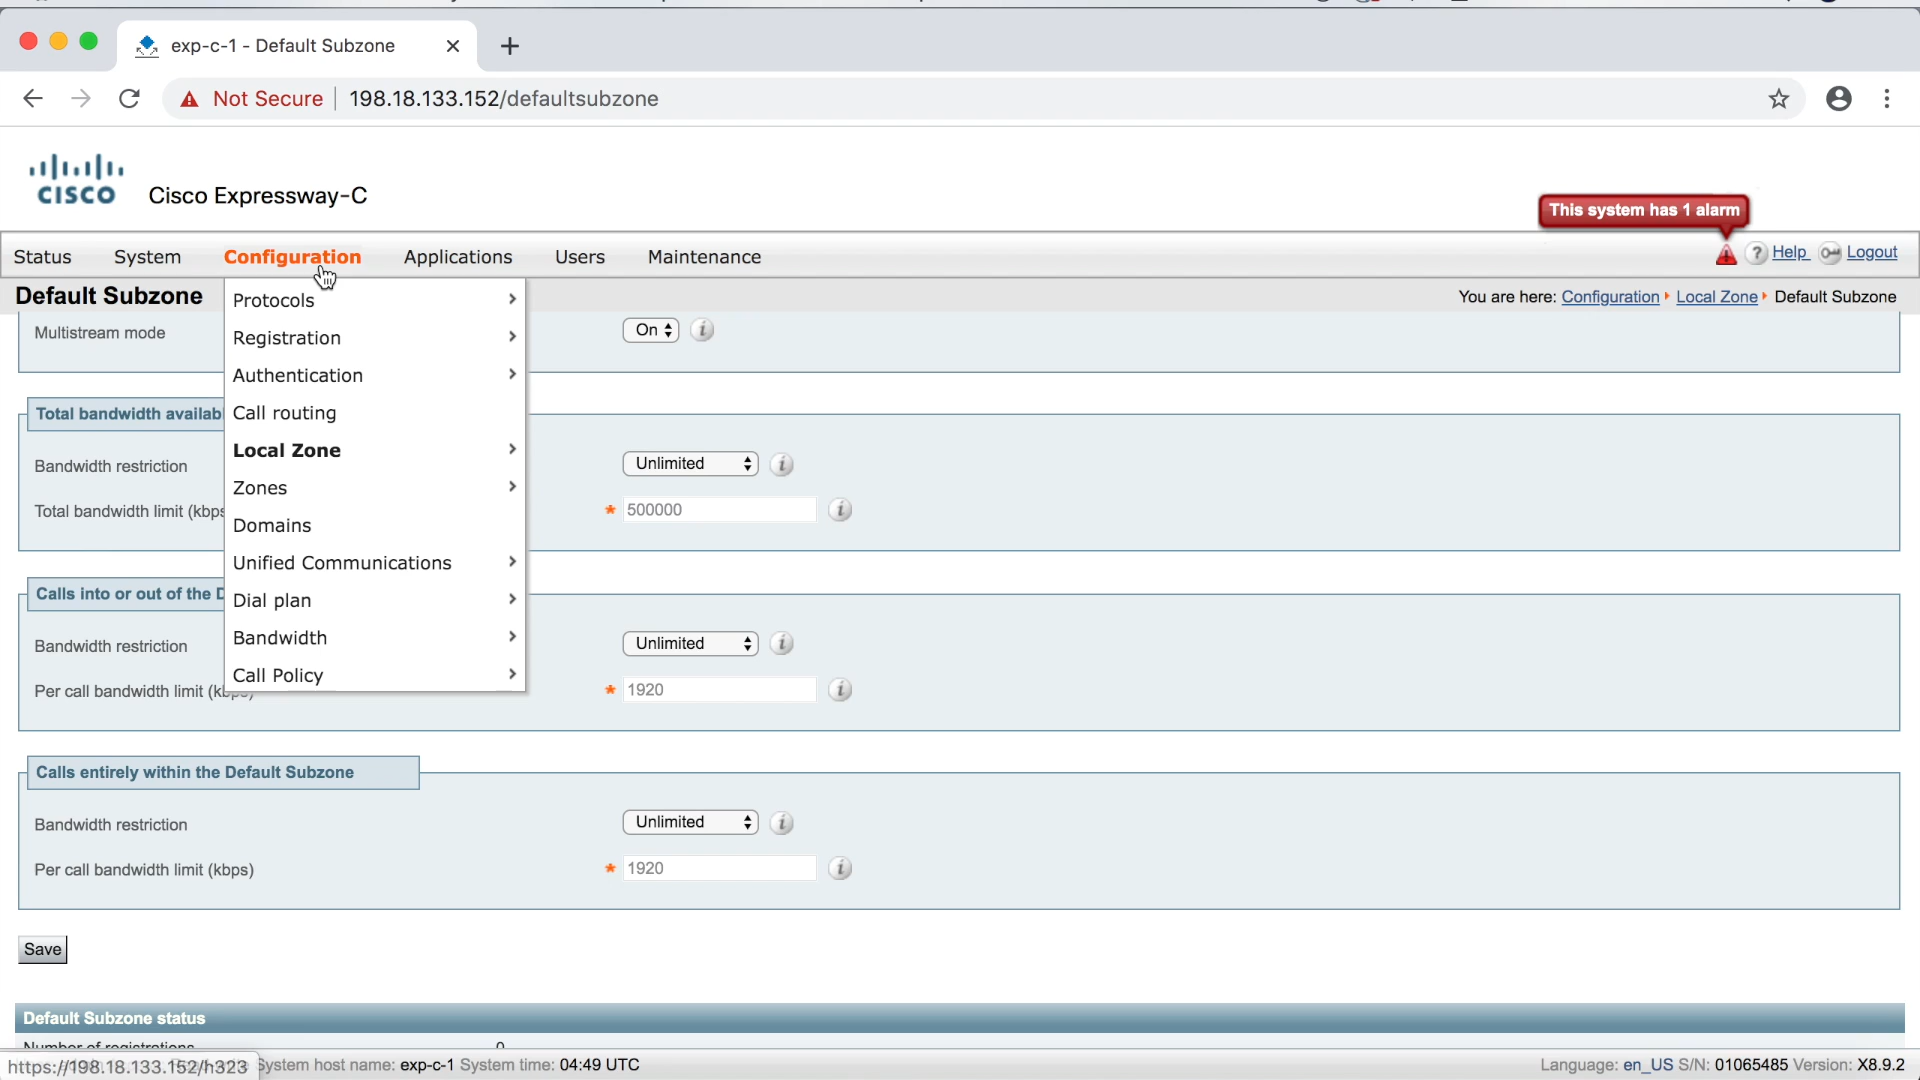 exp-c-1 - Default Subzone
Not Secure 198.18.133.152/defaultsubzone
CISCO Cisco Expressway-C
This system has 1 alarm
Status System Configuration Applications Users Maintenance ? Help Logout
Default Subzone You are here: Configuration Local Zone Default Subzone
Protocols
Multistream mode On i
Registration
Authentication
Total bandwidth availab Call routing
Local Zone
Bandwidth restriction Unlimited i
Zones
Total bandwidth limit (kbps * 500000 i
Domains
Unified Communications
Calls into or out of the D
Dial plan
Bandwidth restriction Unlimited i
Bandwidth
Call Policy
Per call bandwidth limit (kbps) * 1920 i
Calls entirely within the Default Subzone
Bandwidth restriction Unlimited i
Per call bandwidth limit (kbps) * 1920 i
Save
Default Subzone status
Number of registrations 0
https://198.18.133.152/h323 System host name: exp-c-1 System time: 04:49 UTC Language: en_US S/N: 01065485 Version: X8.9.2